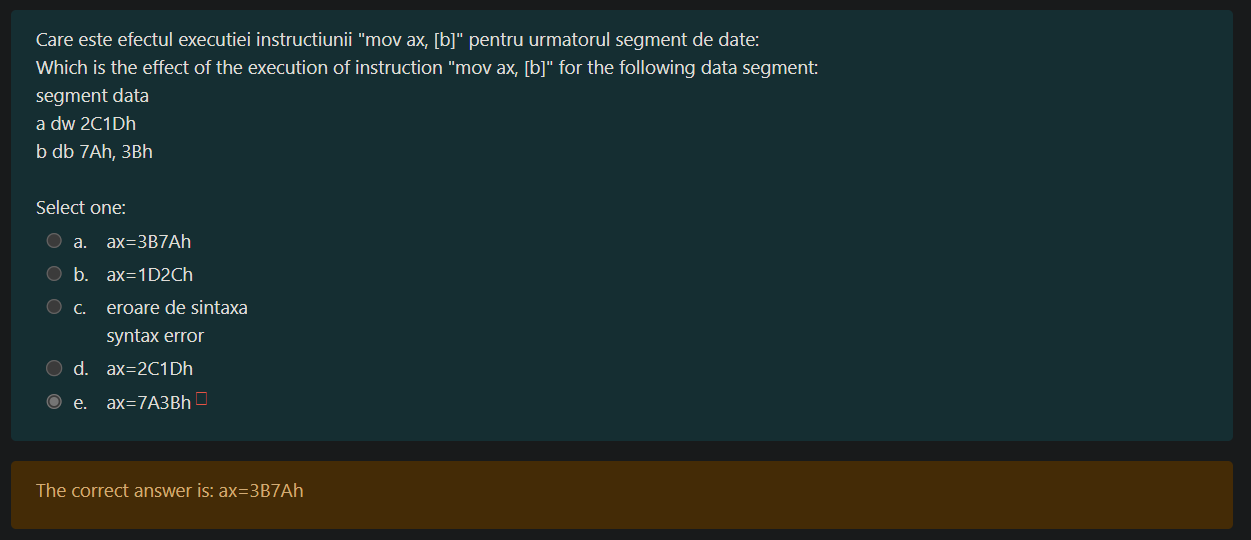 Care este efectul executiei instructiunii "mov ax, [b]" pentru urmatorul segment de date:
Which is the effect of the execution of instruction "mov ax, [b]" for the following data segment:
segment data
a dw 2C1Dh
b db 7Ah, 3Bh
Select one:
a. ax=3B7Ah
b. ax=1D2Ch
c. eroare de sintaxa
syntax error
d. ax=2C1Dh
e. ax=7A3Bh
The correct answer is: ax=3B7Ah